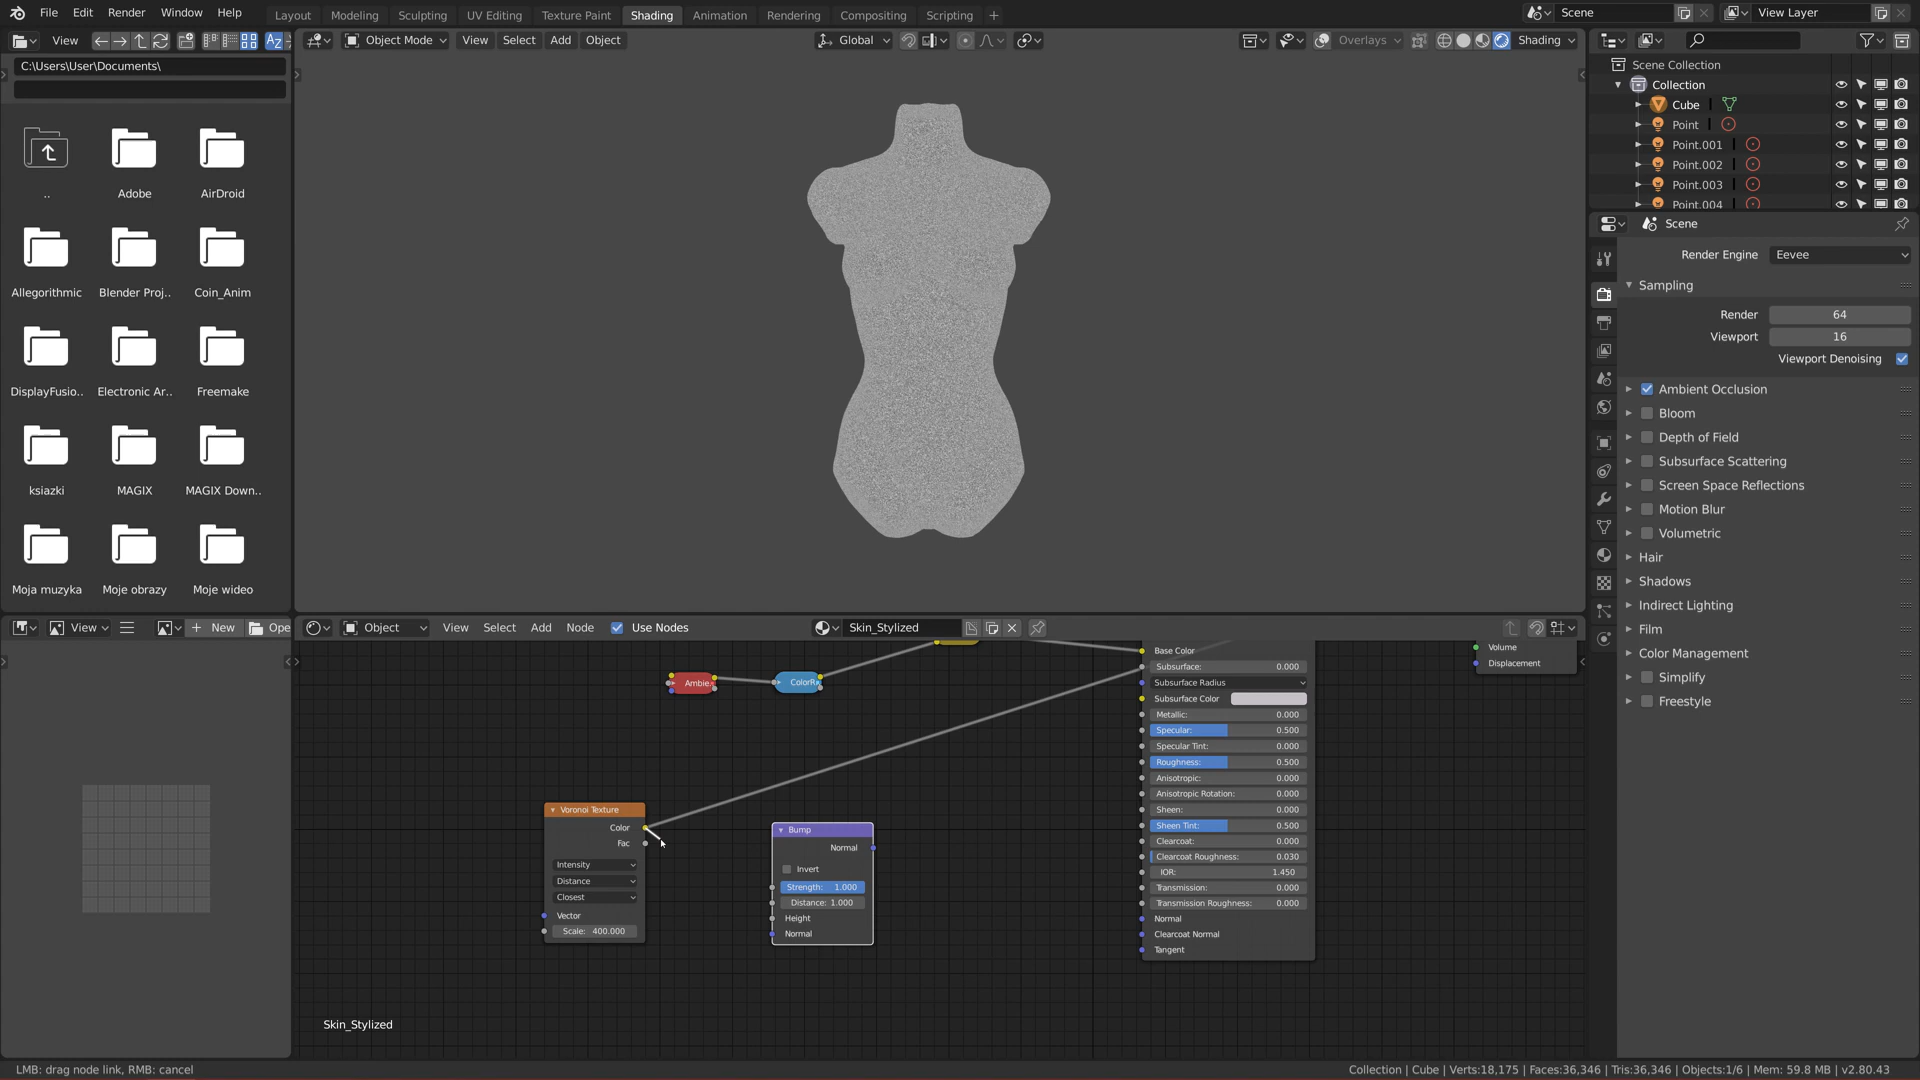 File Edit Render Window Help Layout Modeling Sculpting UV Editing Texture Paint Shading Animation Rendering Compositing Scripting + Scene View Layer
View Object Mode View Select Add Object Global Overlays Shading
C:\Users\User\Documents\
Scene Collection
Collection
Cube
Point
Point.001
Point.002
Point.003
Point.004
.. Adobe AirDroid
Allegorithmic Blender Proj.. Coin_Anim
DisplayFusio.. Electronic Ar.. Freemake
ksiazki MAGIX MAGIX Down..
Moja muzyka Moje obrazy Moje wideo
Scene
Render Engine Eevee
Sampling
Render 64
Viewport 16
Viewport Denoising
Ambient Occlusion
Bloom
Depth of Field
Subsurface Scattering
Screen Space Reflections
Motion Blur
Volumetric
Hair
Shadows
Indirect Lighting
Film
Color Management
Simplify
Freestyle
View + New Ope
Object View Select Add Node Use Nodes Skin_Stylized
Ambie.
ColorR
Voronoi Texture
Color
Fac
Intensity
Distance
Closest
Vector
Scale: 400.000
Bump
Normal
Invert
Strength: 1.000
Distance: 1.000
Height
Normal
Base Color
Subsurface: 0.000
Subsurface Radius
Subsurface Color
Metallic: 0.000
Specular: 0.500
Specular Tint: 0.000
Roughness: 0.500
Anisotropic: 0.000
Anisotropic Rotation: 0.000
Sheen: 0.000
Sheen Tint: 0.500
Clearcoat: 0.000
Clearcoat Roughness: 0.030
IOR: 1.450
Transmission: 0.000
Transmission Roughness: 0.000
Normal
Clearcoat Normal
Tangent
Volume
Displacement
Skin_Stylized
LMB: drag node link, RMB: cancel
Collection | Cube | Verts:18,175 | Faces:36,346 | Tris:36,346 | Objects:1/6 | Mem: 59.8 MB | v2.80.43